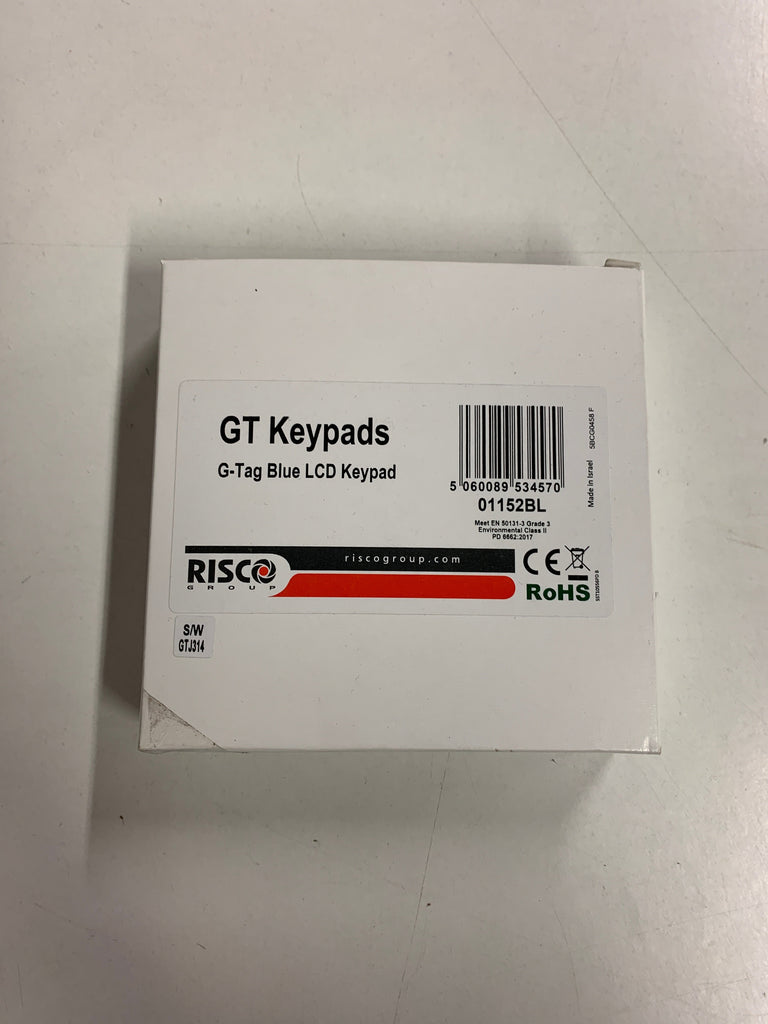 GT Keypads
G-Tag Blue LCD Keypad
5 060089 534570
01152BL
Meet EN 50131-3 Grade 3
Environmental Class II
PD 6662:2017
Made in Israel 5BCG0458 F
riscogroup.com
RISCO
GROUP
CE
RoHS
S/W
GTJ314